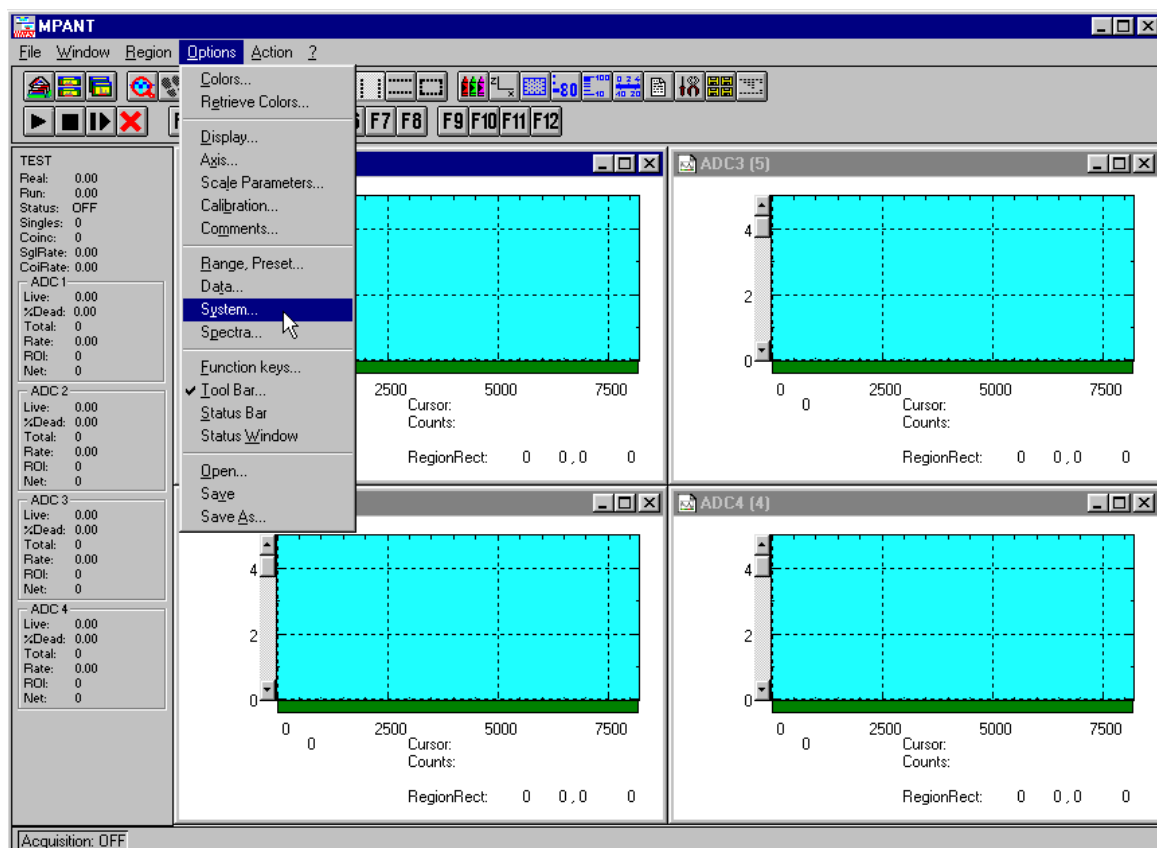 MPANT
File Window Region Options Action ?
Colors...
Retrieve Colors...
Display...
Axis...
Scale Parameters...
Calibration...
Comments...
Range, Preset...
Data...
System...
Spectra...
Function keys...
Tool Bar...
Status Bar
Status Window
Open...
Save
Save As...
F7 F8 F9 F10 F11 F12
TEST
Real: 0.00
Run: 0.00
Status: OFF
Singles: 0
Coinc: 0
SglRate: 0.00
CoiRate: 0.00
ADC 1
Live: 0.00
%Dead: 0.00
Total: 0
Rate: 0.00
ROI: 0
Net: 0
ADC 2
Live: 0.00
%Dead: 0.00
Total: 0
Rate: 0.00
ROI: 0
Net: 0
ADC 3
Live: 0.00
%Dead: 0.00
Total: 0
Rate: 0.00
ROI: 0
Net: 0
ADC 4
Live: 0.00
%Dead: 0.00
Total: 0
Rate: 0.00
ROI: 0
Net: 0
2500 5000 7500
Cursor:
Counts:
RegionRect: 0 0 , 0 0
ADC3 (5)
4
2
0
0 2500 5000 7500
0 Cursor:
Counts:
RegionRect: 0 0 , 0 0
4
2
0
0 2500 5000 7500
0 Cursor:
Counts:
RegionRect: 0 0 , 0 0
ADC4 (4)
4
2
0
0 2500 5000 7500
0 Cursor:
Counts:
RegionRect: 0 0 , 0 0
Acquisition: OFF